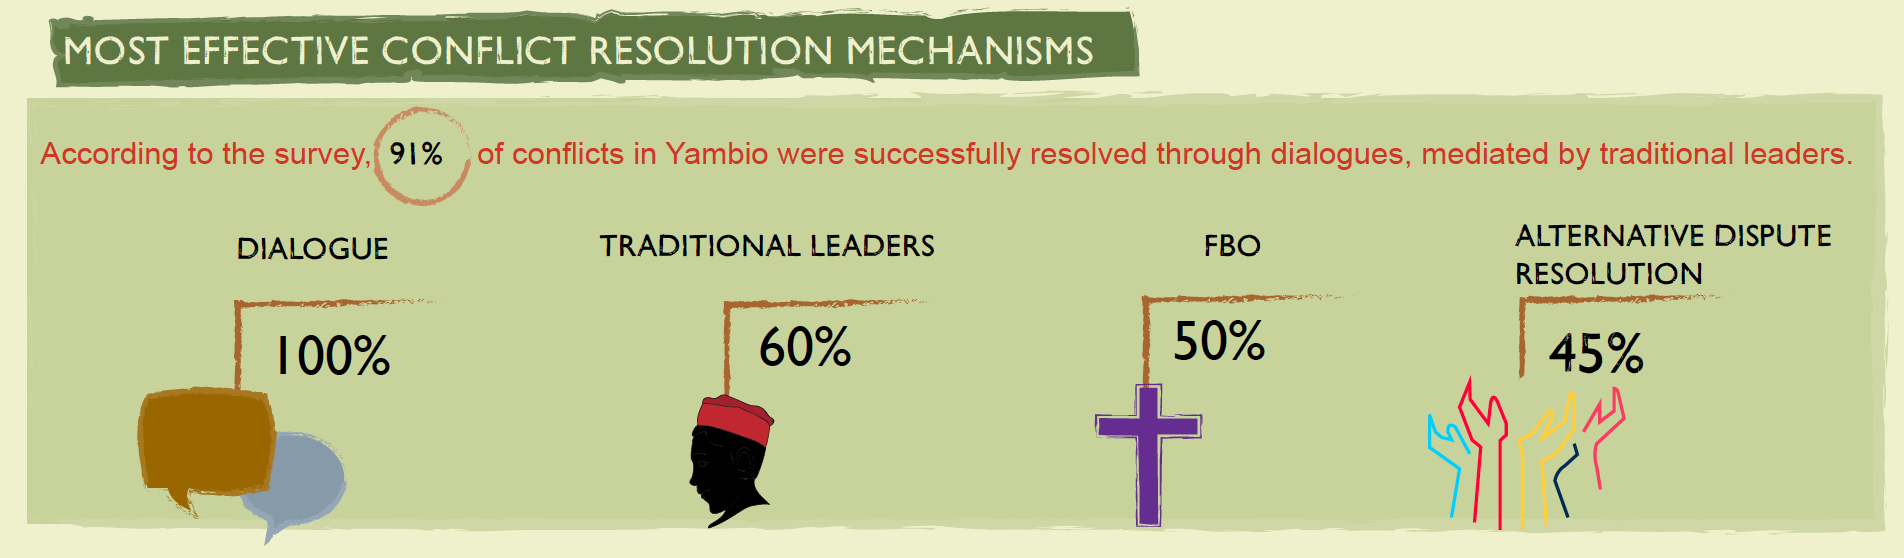 MOST EFFECTIVE CONFLICT RESOLUTION MECHANISMS
According to the survey, 91% of conflicts in Yambio were successfully resolved through dialogues, mediated by traditional leaders.
DIALOGUE
100%
TRADITIONAL LEADERS
60%
FBO
50%
ALTERNATIVE DISPUTE
RESOLUTION
45%